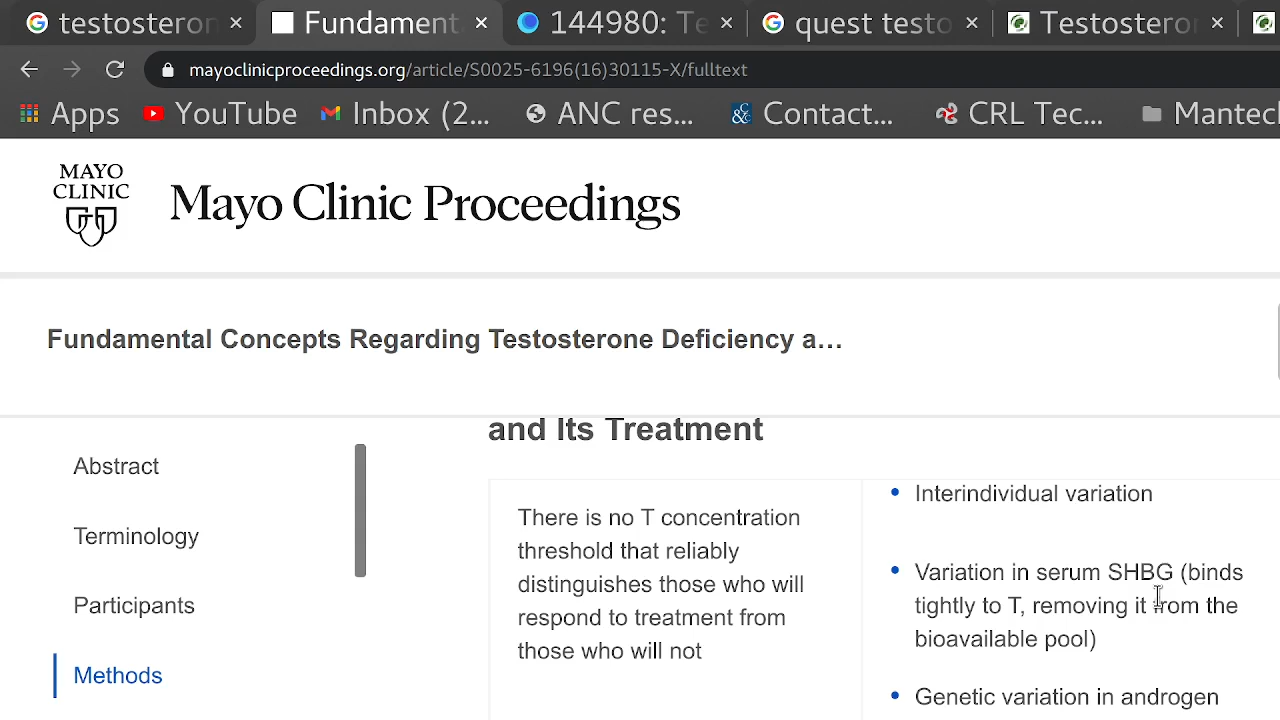 testosteron
Fundament
144980: Te
quest testo
Testosteron
mayoclinicproceedings.org/article/S0025-6196(16)30115-X/fulltext
Apps
YouTube
Inbox (2...
ANC res...
Contact...
CRL Tec...
Mantech
MAYO
CLINIC
Mayo Clinic Proceedings
Fundamental Concepts Regarding Testosterone Deficiency a...
Abstract
Terminology
Participants
Methods
and Its Treatment
There is no T concentration
threshold that reliably
distinguishes those who will
respond to treatment from
those who will not
• Interindividual variation
• Variation in serum SHBG (binds
tightly to T, removing it from the
bioavailable pool)
• Genetic variation in androgen